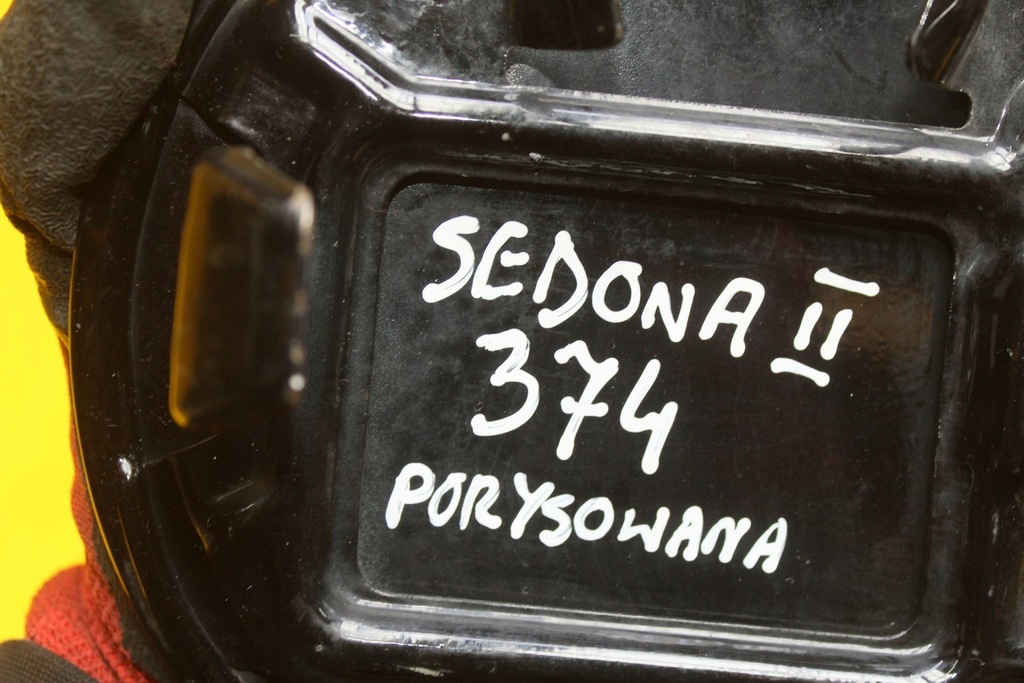 SEDONA II
374
PORYSOWANA